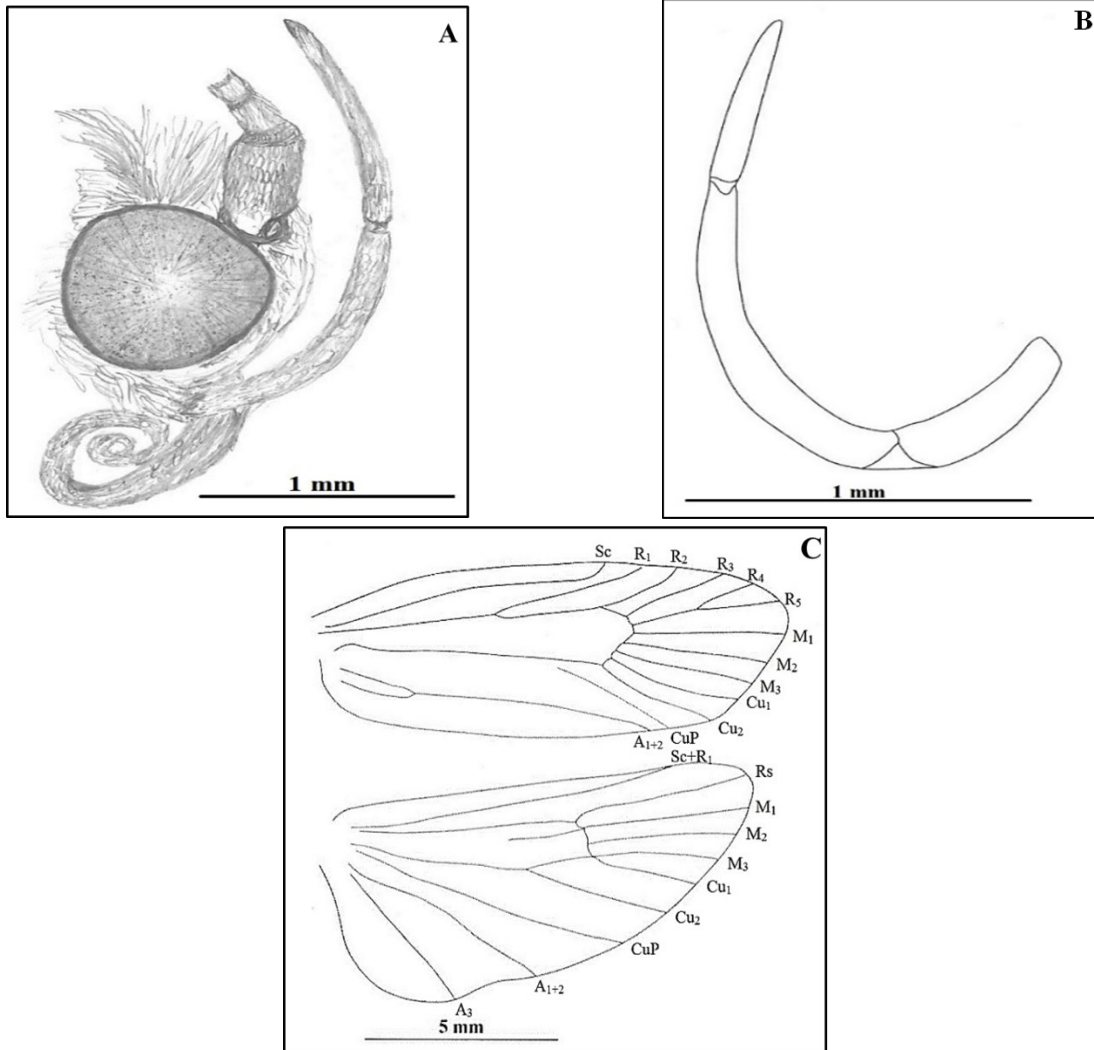 A
1 mm
B
1 mm
C
Sc R₁ R₂ R₃ R₄
R₅
M₁
M₂
M₃
Cu₁
Cu₂
A₁₊₂ CuP
Sc+R₁
Rs
M₁
M₂
M₃
Cu₁
Cu₂
CuP
A₁₊₂
A₃
5 mm